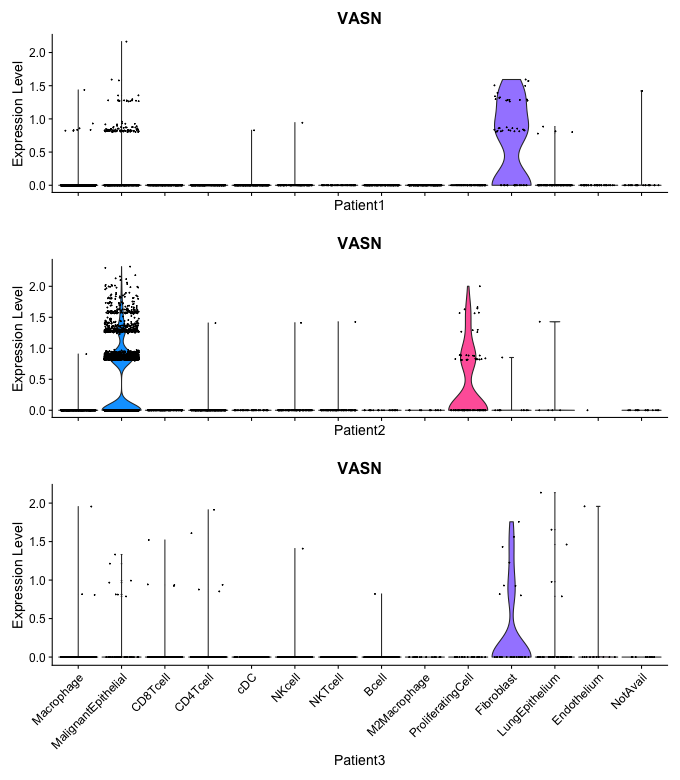 VASN
Expression Level
2.0
1.5
1.0
0.5
0.0
Patient1
VASN
Expression Level
2.0
1.5
1.0
0.5
0.0
Patient2
VASN
Expression Level
2.0
1.5
1.0
0.5
0.0
Macrophage
MalignantEpithelial
CD8Tcell
CD4Tcell
cDC
NKcell
NKTcell
Bcell
M2Macrophage
ProliferatingCell
Fibroblast
LungEpithelium
Endothelium
NotAvail
Patient3